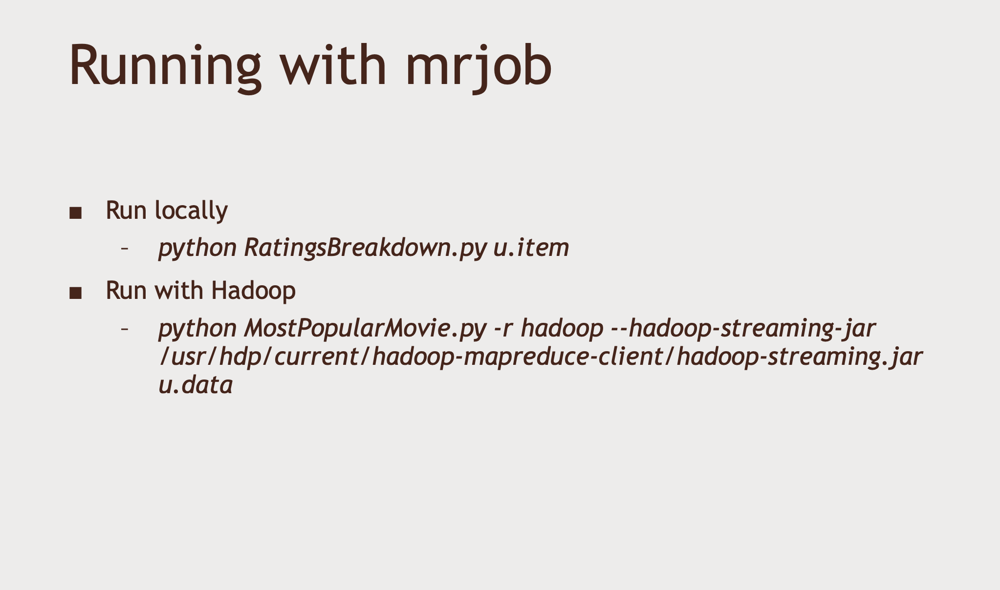 Running with mrjob
■ Run locally
– python RatingsBreakdown.py u.item
■ Run with Hadoop
– python MostPopularMovie.py -r hadoop --hadoop-streaming-jar
/usr/hdp/current/hadoop-mapreduce-client/hadoop-streaming.jar
u.data